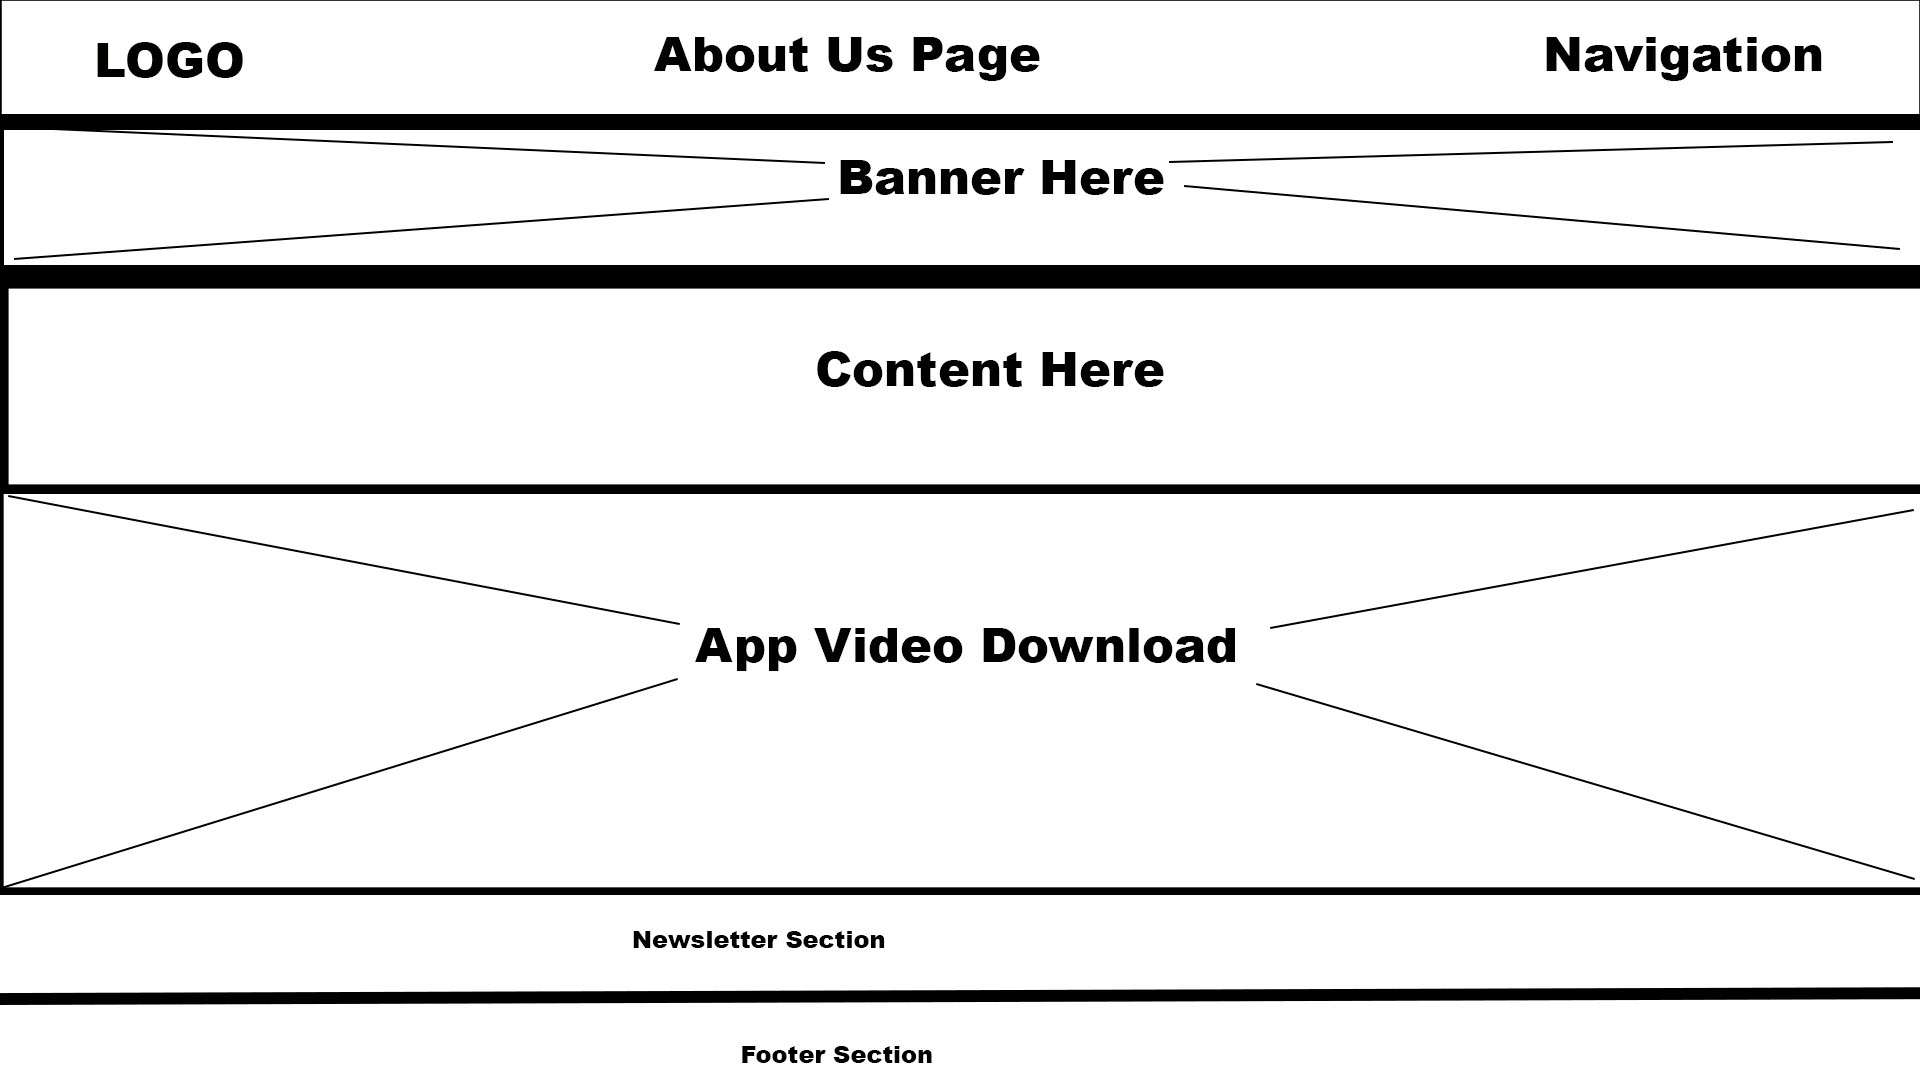 LOGO
About Us Page
Navigation
Banner Here
Content Here
App Video Download
Newsletter Section
Footer Section